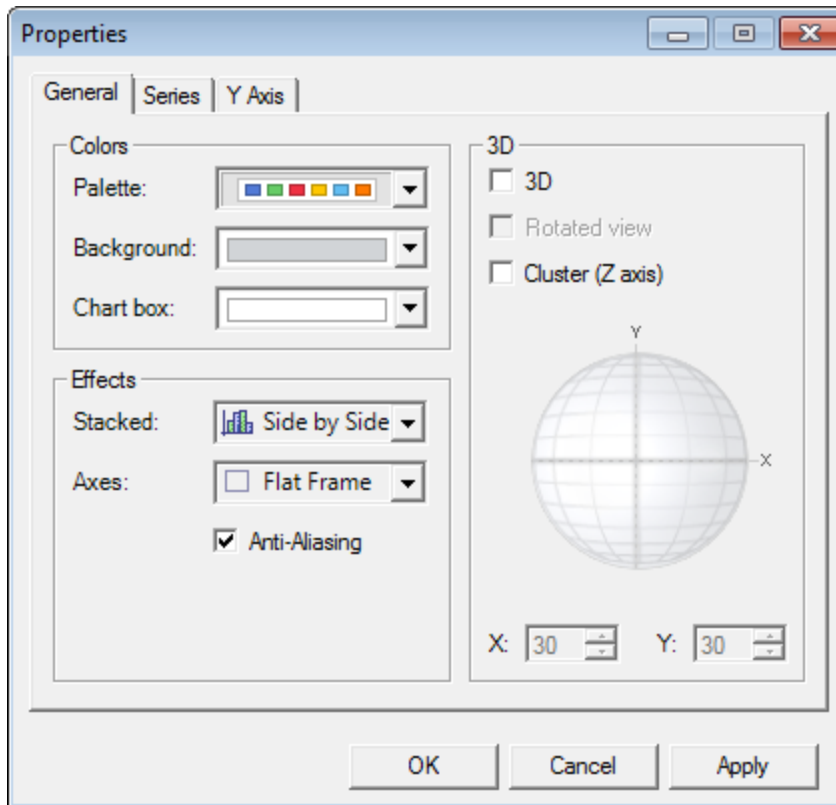 Properties
General
Series
Y Axis
Colors
Palette:
Background:
Chart box:
Effects
Stacked:
Side by Side
Axes:
Flat Frame
Anti-Aliasing
3D
3D
Rotated view
Cluster (Z axis)
Y
X
X: 30
Y: 30
OK
Cancel
Apply